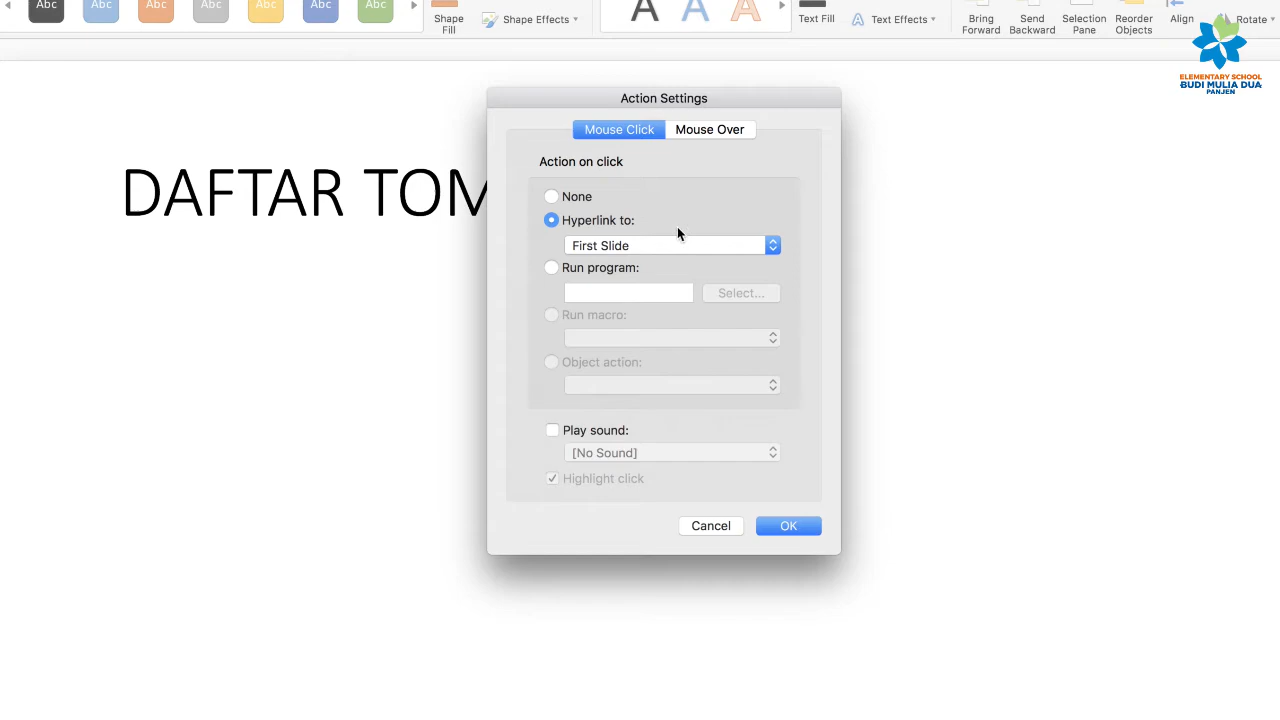 Abc Abc Abc Abc Abc Abc Abc
Shape Fill
Shape Effects
A A A
Text Fill
Text Effects
Bring Forward
Send Backward
Selection Pane
Reorder Objects
Align
Rotate
ELEMENTARY SCHOOL
BUDI MULIA DUA
PANJEN
DAFTAR TOM
Action Settings
Mouse Click
Mouse Over
Action on click
None
Hyperlink to:
First Slide
Run program:
Select...
Run macro:
Object action:
Play sound:
[No Sound]
Highlight click
Cancel
OK